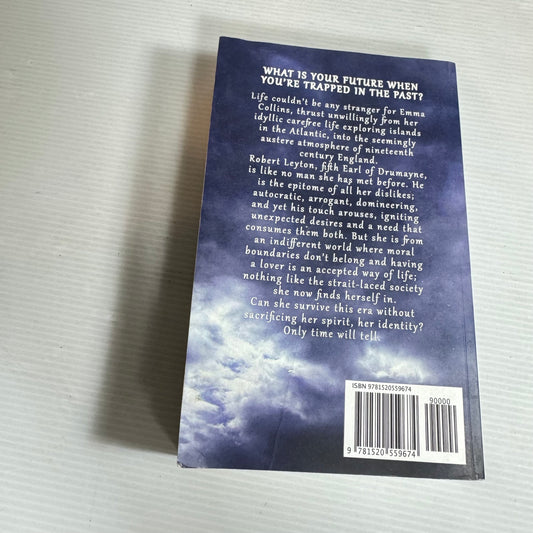 WHAT IS YOUR FUTURE WHEN
YOU'RE TRAPPED IN THE PAST?
Life couldn't be any stranger for Emma
Collins, thrust unwillingly from her
idyllic carefree life exploring islands
in the Atlantic, into the seemingly
austere atmosphere of nineteenth
century England.
Robert Leyton, fifth Earl of Drumayne,
is like no man she has met before. He
is the epitome of all her dislikes;
autocratic, arrogant, domineering,
and yet his touch arouses, igniting
unexpected desires and a need that
consumes them both. But she is from
an indifferent world where moral
boundaries don't belong and having
a lover is an accepted way of life;
nothing like the strait-laced society
she now finds herself in.
Can she survive this era without
sacrificing her spirit, her identity?
Only time will tell.
ISBN 9781520559674
90000
9 781520 559674